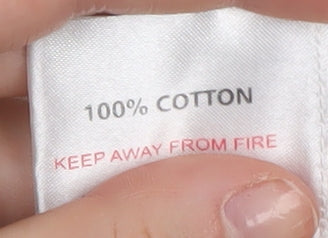 100% COTTON
KEEP AWAY FROM FIRE